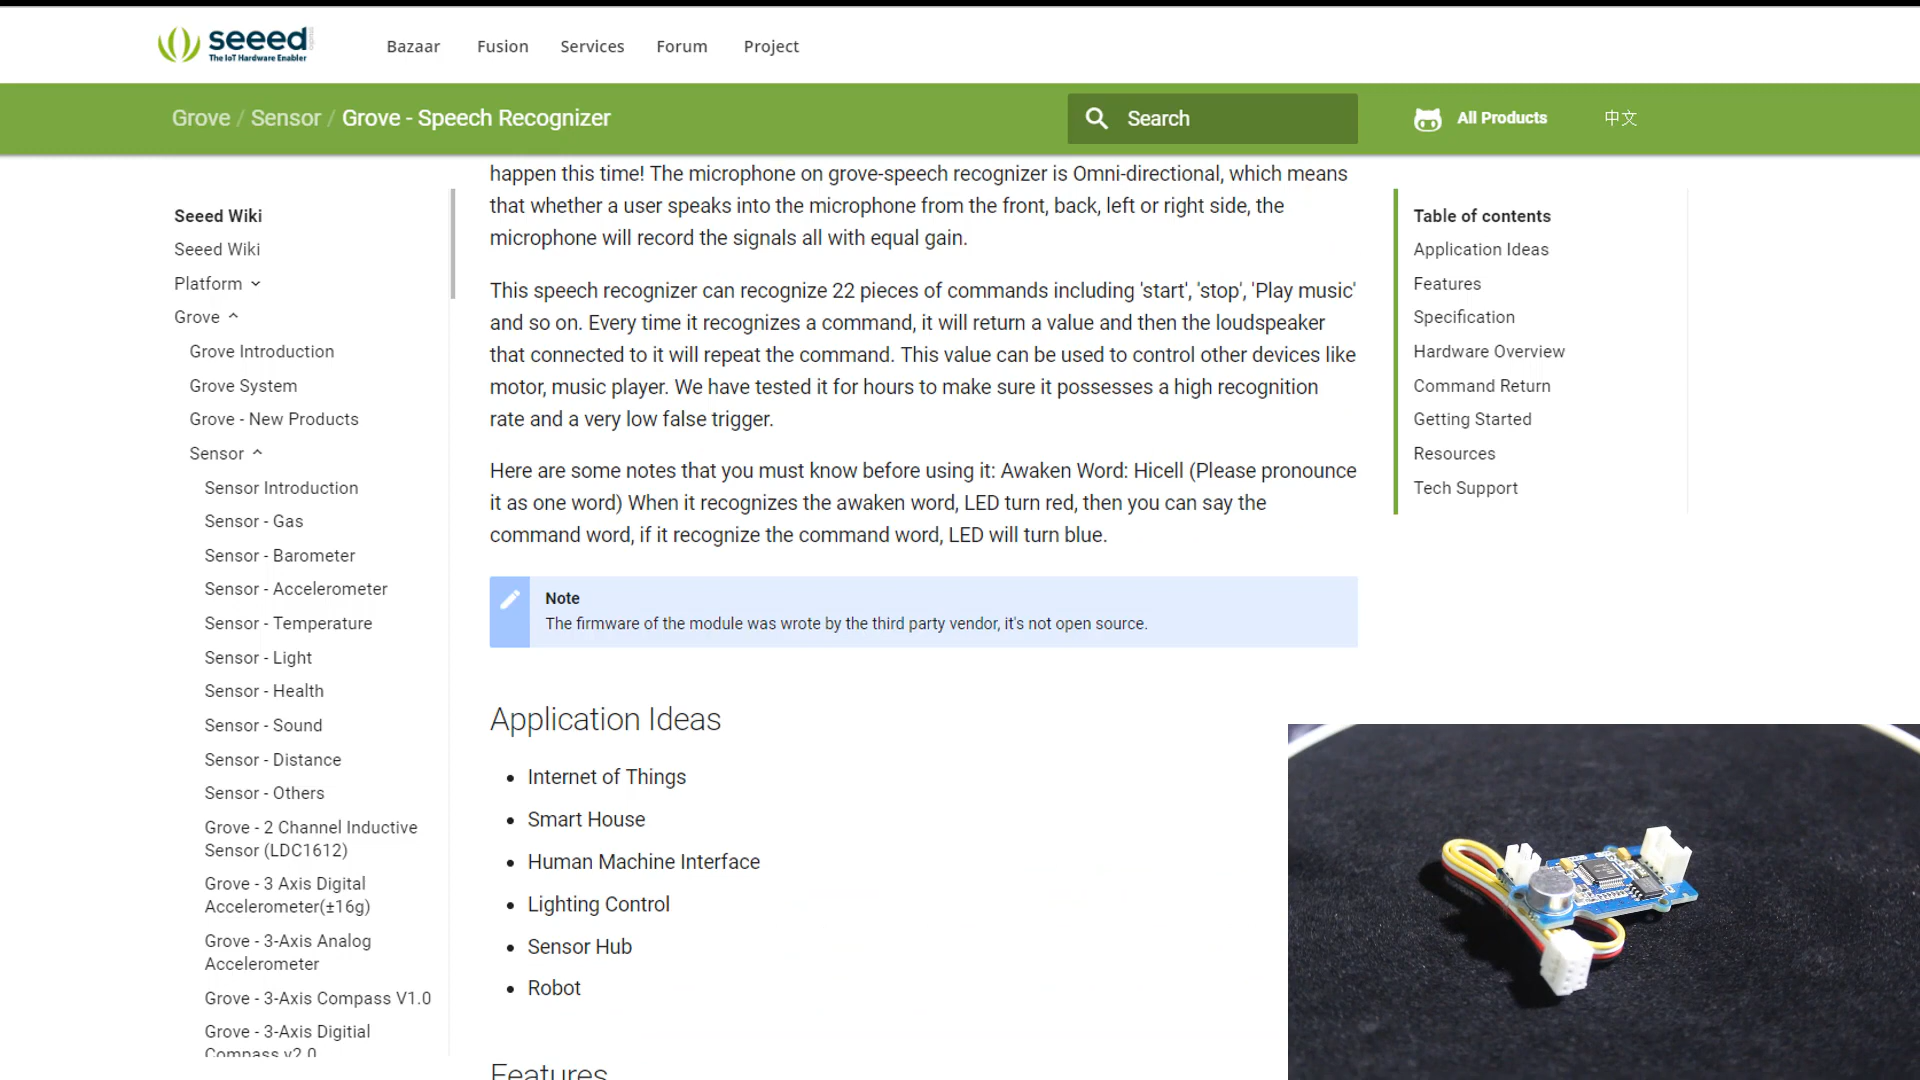 seeed
studio
The IoT Hardware Enabler
Bazaar
Fusion
Services
Forum
Project
Grove / Sensor / Grove - Speech Recognizer
Search
All Products
中文
Seeed Wiki
Seeed Wiki
Platform
Grove
Grove Introduction
Grove System
Grove - New Products
Sensor
Sensor Introduction
Sensor - Gas
Sensor - Barometer
Sensor - Accelerometer
Sensor - Temperature
Sensor - Light
Sensor - Health
Sensor - Sound
Sensor - Distance
Sensor - Others
Grove - 2 Channel Inductive
Sensor (LDC1612)
Grove - 3 Axis Digital
Accelerometer(±16g)
Grove - 3-Axis Analog
Accelerometer
Grove - 3-Axis Compass V1.0
Grove - 3-Axis Digitial
Compass v2.0
happen this time! The microphone on grove-speech recognizer is Omni-directional, which means
that whether a user speaks into the microphone from the front, back, left or right side, the
microphone will record the signals all with equal gain.
This speech recognizer can recognize 22 pieces of commands including 'start', 'stop', 'Play music'
and so on. Every time it recognizes a command, it will return a value and then the loudspeaker
that connected to it will repeat the command. This value can be used to control other devices like
motor, music player. We have tested it for hours to make sure it possesses a high recognition
rate and a very low false trigger.
Here are some notes that you must know before using it: Awaken Word: Hicell (Please pronounce
it as one word) When it recognizes the awaken word, LED turn red, then you can say the
command word, if it recognize the command word, LED will turn blue.
Note
The firmware of the module was wrote by the third party vendor, it's not open source.
Application Ideas
• Internet of Things
• Smart House
• Human Machine Interface
• Lighting Control
• Sensor Hub
• Robot
Features
Table of contents
Application Ideas
Features
Specification
Hardware Overview
Command Return
Getting Started
Resources
Tech Support